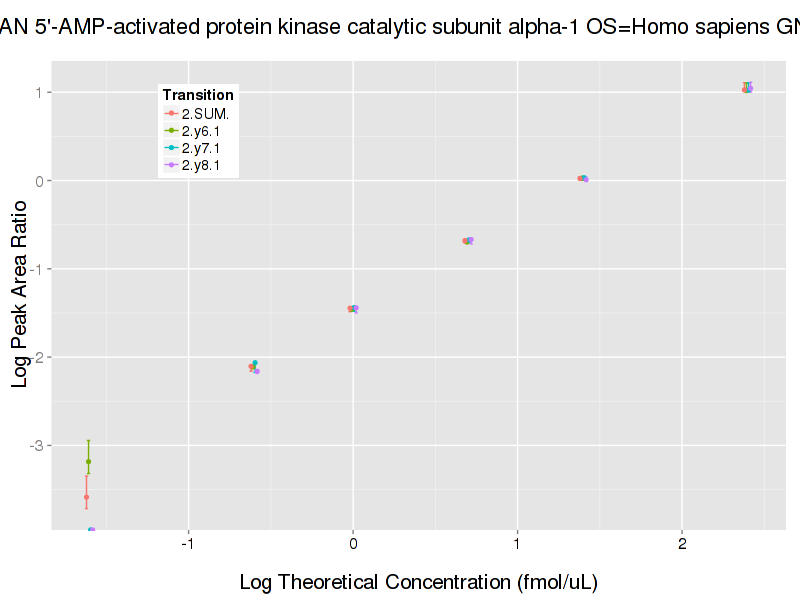 AN 5'-AMP-activated protein kinase catalytic subunit alpha-1 OS=Homo sapiens GN
Transition
2.SUM.
2.y6.1
2.y7.1
2.y8.1
1
0
-1
-2
-3
Log Peak Area Ratio
-1 0 1 2
Log Theoretical Concentration (fmol/uL)